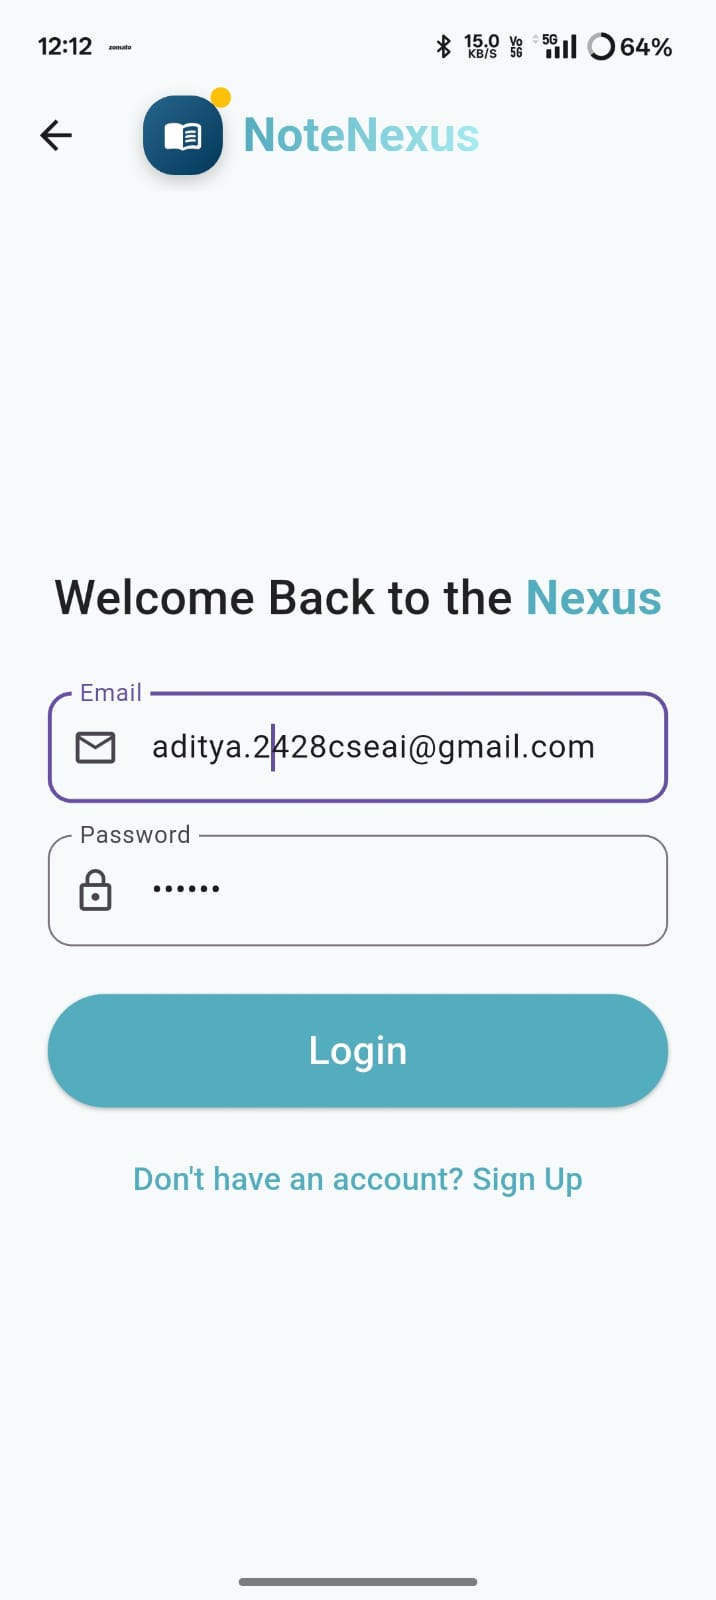 12:12 zomato 15.0 KB/S Vo 5G 5G 64%
NoteNexus
Welcome Back to the Nexus
Email
aditya.2428cseai@gmail.com
Password
••••••
Login
Don't have an account? Sign Up